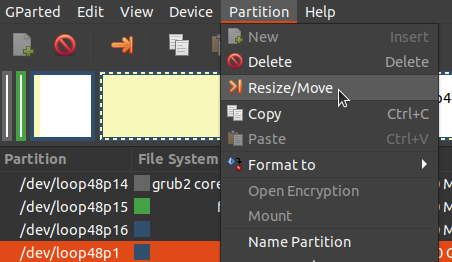 GParted Edit View Device Partition Help
New Insert
Delete Delete
Resize/Move
Copy Ctrl+C
Paste Ctrl+V
Format to
Open Encryption
Mount
Name Partition
Partition File System
/dev/loop48p14 grub2 core
/dev/loop48p15 f
/dev/loop48p16
/dev/loop48p1